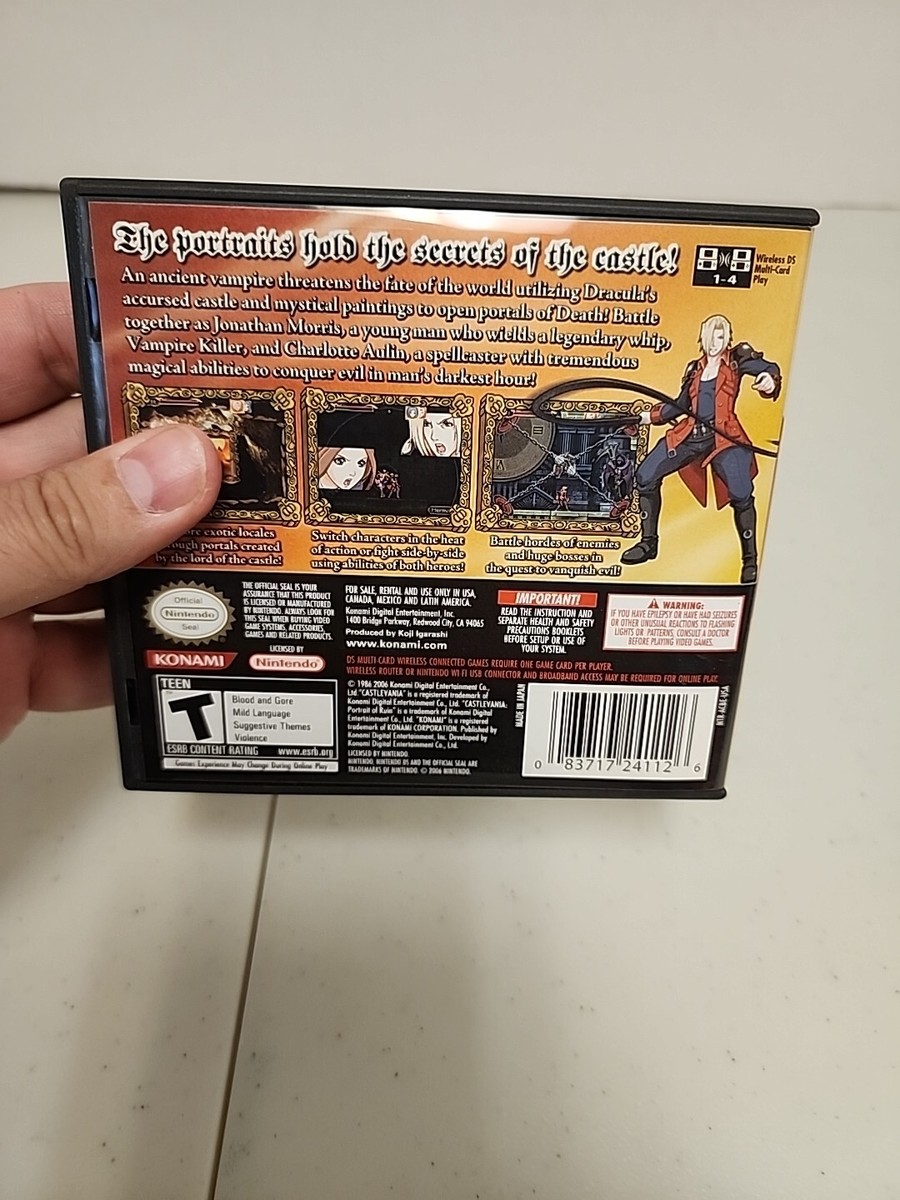 The portraits hold the secrets of the castle!
An ancient vampire threatens the fate of the world utilizing Dracula's
accursed castle and mystical paintings to open portals of Death! Battle
together as Jonathan Morris, a young man who wields a legendary whip,
Vampire Killer, and Charlotte Aulin, a spellcaster with tremendous
magical abilities to conquer evil in man's darkest hour!
1-4
Wireless DS
Multi-Card
Play
exotic locales
portals created
by the lord of the castle!
Switch characters in the heat
of action or fight side-by-side
using abilities of both heroes!
Battle hordes of enemies
and huge bosses in
the quest to vanquish evil!
Official
Nintendo
Seal
THE OFFICIAL SEAL IS YOUR
ASSURANCE THAT THIS PRODUCT
IS LICENSED OR MANUFACTURED
BY NINTENDO. ALWAYS LOOK FOR
THIS SEAL WHEN BUYING VIDEO
GAME SYSTEMS, ACCESSORIES,
GAMES AND RELATED PRODUCTS.
FOR SALE, RENTAL AND USE ONLY IN USA,
CANADA, MEXICO AND LATIN AMERICA.
Konami Digital Entertainment, Inc.
1400 Bridge Parkway, Redwood City, CA 94065
Produced by Koji Igarashi
www.konami.com
IMPORTANT!
READ THE INSTRUCTION AND
SEPARATE HEALTH AND SAFETY
PRECAUTIONS BOOKLETS
BEFORE SETUP OR USE OF
YOUR SYSTEM.
WARNING:
IF YOU HAVE EPILEPSY OR HAVE HAD SEIZURES
OR OTHER UNUSUAL REACTIONS TO FLASHING
LIGHTS OR PATTERNS, CONSULT A DOCTOR
BEFORE PLAYING VIDEO GAMES.
KONAMI
LICENSED BY
Nintendo
DS MULTI-CARD WIRELESS CONNECTED GAMES REQUIRE ONE GAME CARD PER PLAYER.
WIRELESS ROUTER OR NINTENDO WI-FI USB CONNECTOR AND BROADBAND ACCESS MAY BE REQUIRED FOR ONLINE PLAY.
TEEN
T
Blood and Gore
Mild Language
Suggestive Themes
Violence
ESRB CONTENT RATING www.esrb.org
Game Experience May Change During Online Play
© 1986 2006 Konami Digital Entertainment Co.,
Ltd. "CASTLEVANIA" is a registered trademark of
Konami Digital Entertainment Co., Ltd. "CASTLEVANIA:
Portrait of Ruin" is a trademark of Konami Digital
Entertainment Co., Ltd. "KONAMI" is a registered
trademark of KONAMI CORPORATION. Published by
Konami Digital Entertainment, Inc. Developed by
Konami Digital Entertainment Co., Ltd.
LICENSED BY NINTENDO.
NINTENDO, NINTENDO DS AND THE OFFICIAL SEAL ARE
TRADEMARKS OF NINTENDO. © 2006 NINTENDO.
MADE IN JAPAN
0 83717 24112 6